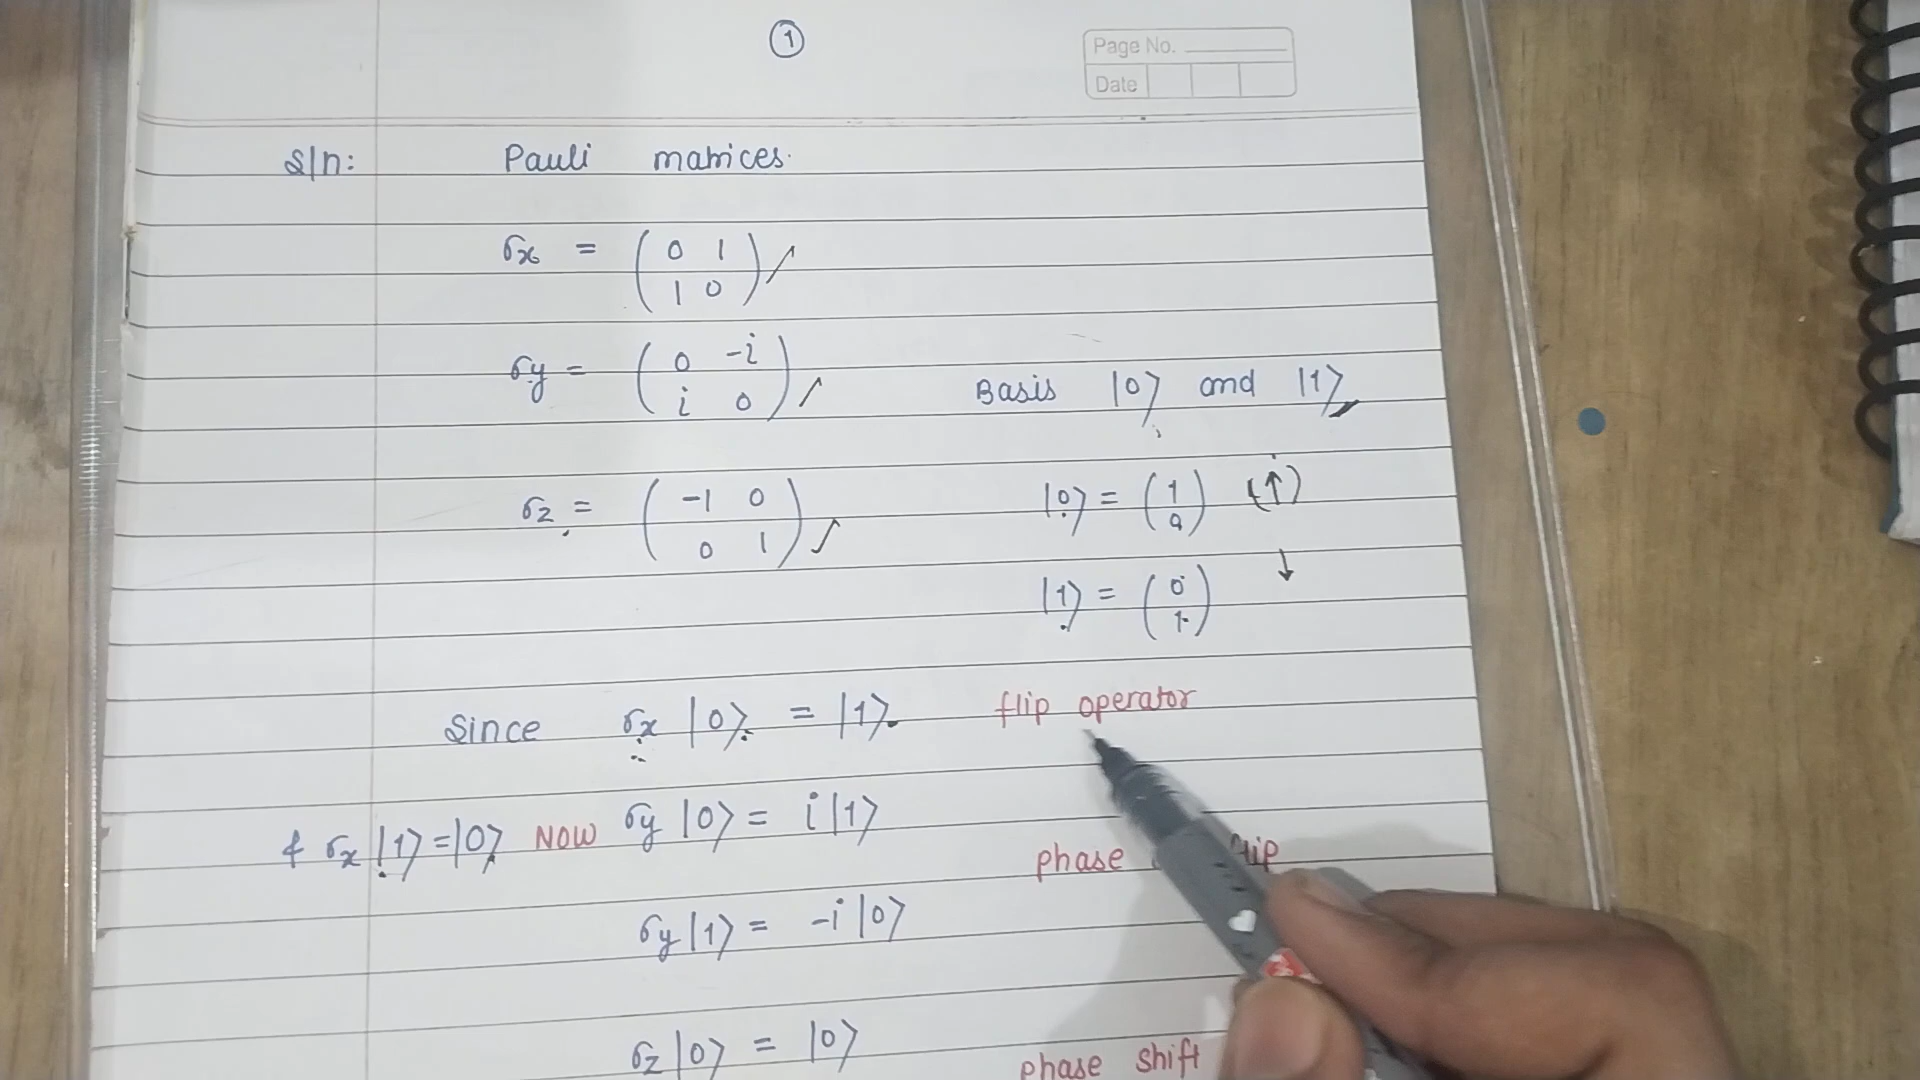 1
Page No.
Date
S/n: Pauli matrices.
σx = ( 0 1
1 0 )
σy = ( 0 -i
i 0 )
Basis |0⟩ and |1⟩
σz = ( -1 0
0 1 )
|0⟩ = ( 1
0 ) (↑)
|1⟩ = ( 0
1 ) ↓
Since σx |0⟩ = |1⟩. flip operator
& σx |1⟩ = |0⟩ NOW σy |0⟩ = i |1⟩
phase flip
σy |1⟩ = -i |0⟩
σz |0⟩ = |0⟩
phase shift